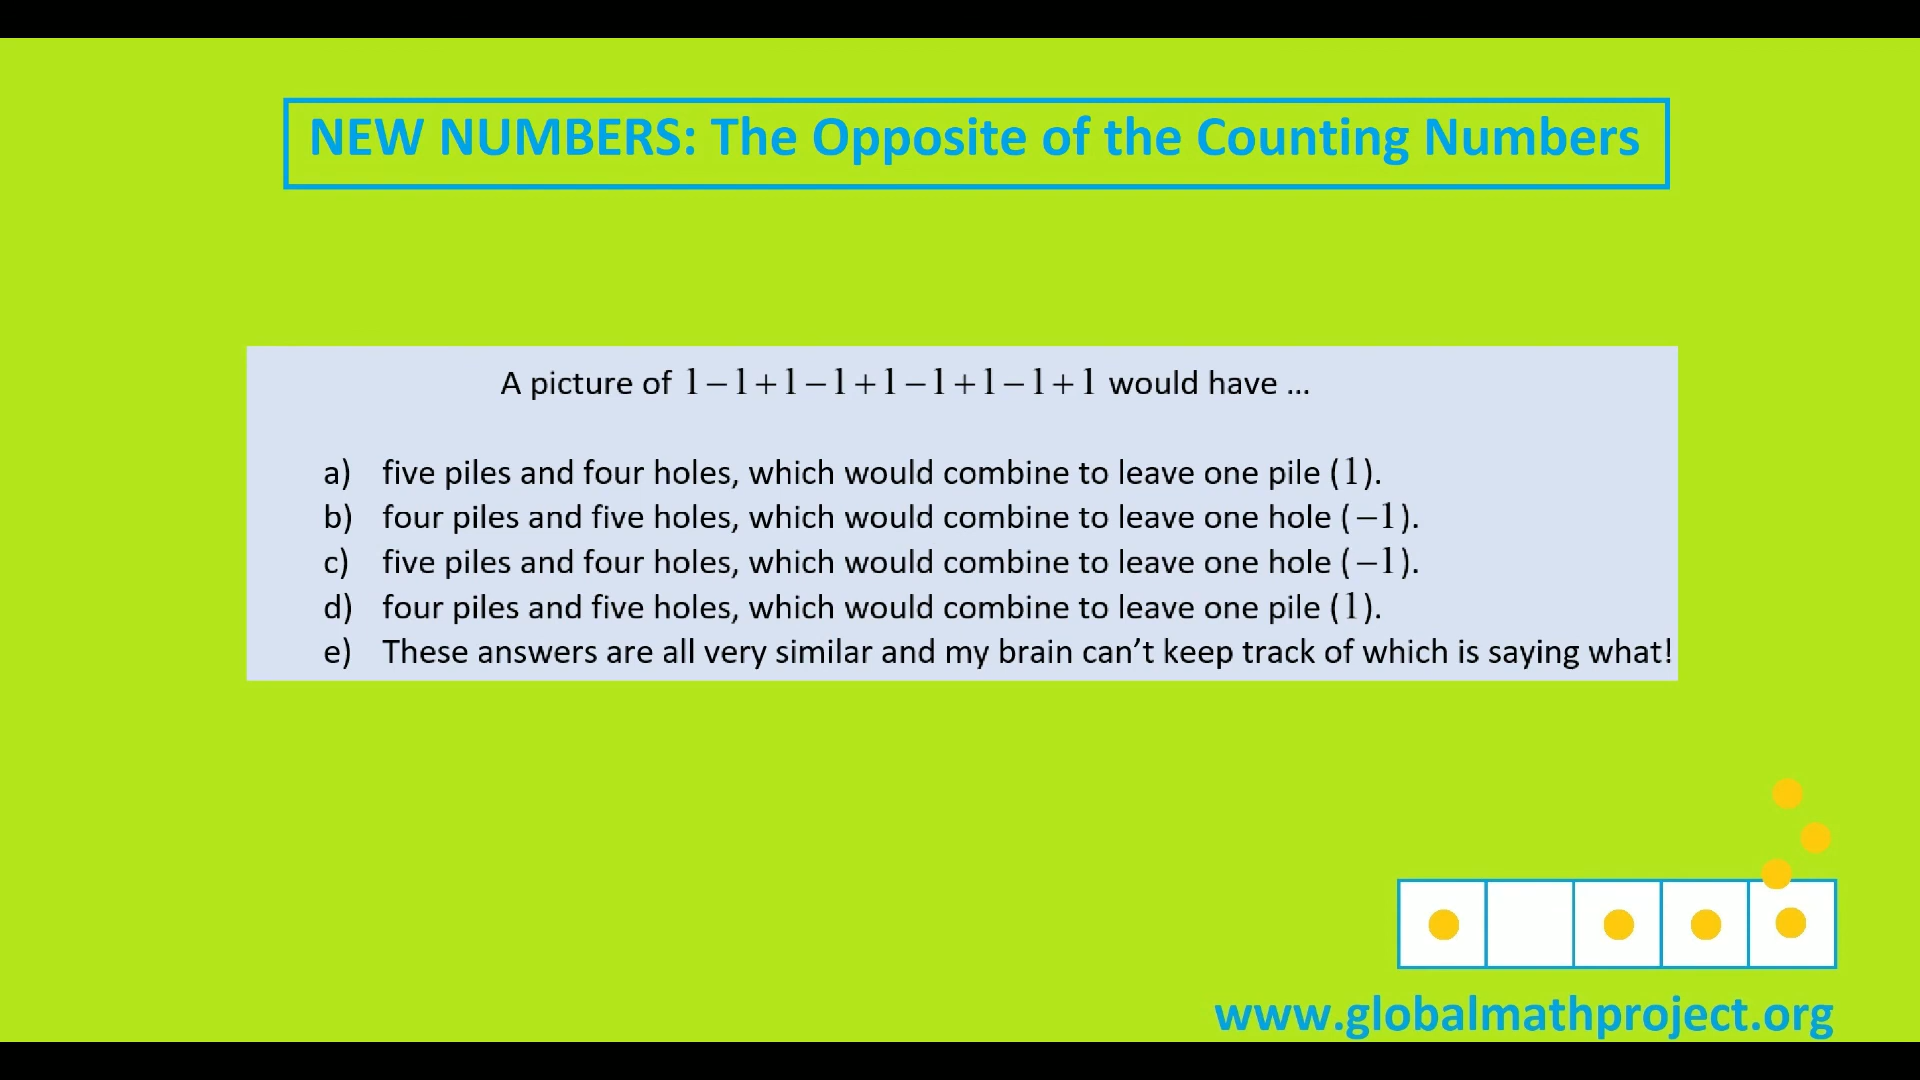 NEW NUMBERS: The Opposite of the Counting Numbers
A picture of 1−1+1−1+1−1+1−1+1 would have ...
a) five piles and four holes, which would combine to leave one pile (1).
b) four piles and five holes, which would combine to leave one hole (−1).
c) five piles and four holes, which would combine to leave one hole (−1).
d) four piles and five holes, which would combine to leave one pile (1).
e) These answers are all very similar and my brain can’t keep track of which is saying what!
www.globalmathproject.org